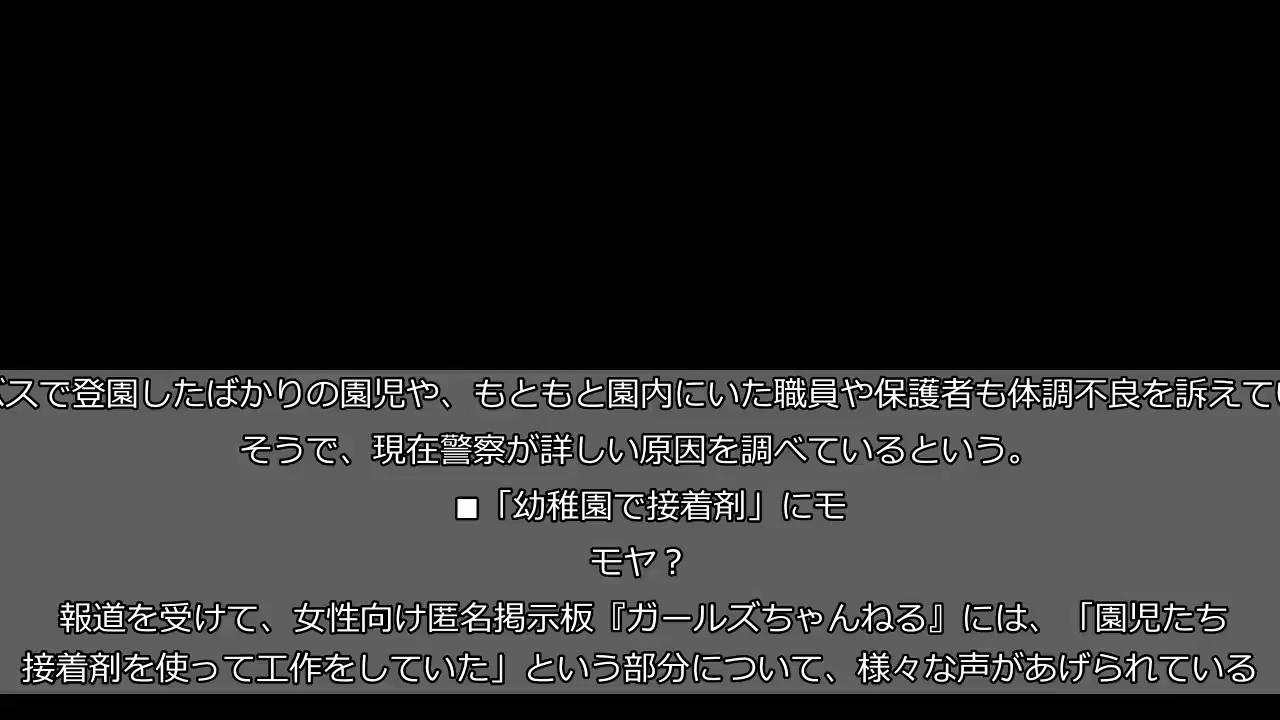 バスで登園したばかりの園児や、もともと園内にいた職員や保護者も体調不良を訴えてい
そうで、現在警察が詳しい原因を調べているという。
■「幼稚園で接着剤」にモ
モヤ？
報道を受けて、女性向け匿名掲示板『ガールズちゃんねる』には、「園児たち
接着剤を使って工作をしていた」という部分について、様々な声があげられている